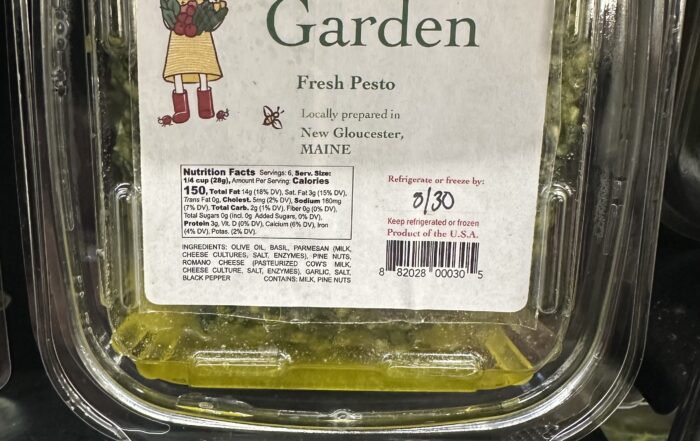 Garden
Fresh Pesto
Locally prepared in
New Gloucester,
MAINE
Nutrition Facts Servings: 6, Serv. Size:
1/4 cup (28g), Amount Per Serving: Calories
150, Total Fat 14g (18% DV), Sat. Fat 3g (15% DV),
Trans Fat 0g, Cholest. 5mg (2% DV), Sodium 160mg
(7% DV), Total Carb. 2g (1% DV), Fiber 0g (0% DV),
Total Sugars 0g (Incl. 0g Added Sugars, 0% DV),
Protein 3g, Vit. D (0% DV), Calcium (6% DV), Iron
(4% DV), Potas. (2% DV).
INGREDIENTS: OLIVE OIL, BASIL, PARMESAN (MILK,
CHEESE CULTURES, SALT, ENZYMES), PINE NUTS,
ROMANO CHEESE (PASTEURIZED COW'S MILK,
CHEESE CULTURE, SALT, ENZYMES), GARLIC, SALT,
BLACK PEPPER CONTAINS: MILK, PINE NUTS
Refrigerate or freeze by:
8/30
Keep refrigerated or frozen
Product of the U.S.A.
8 82028 00030 5